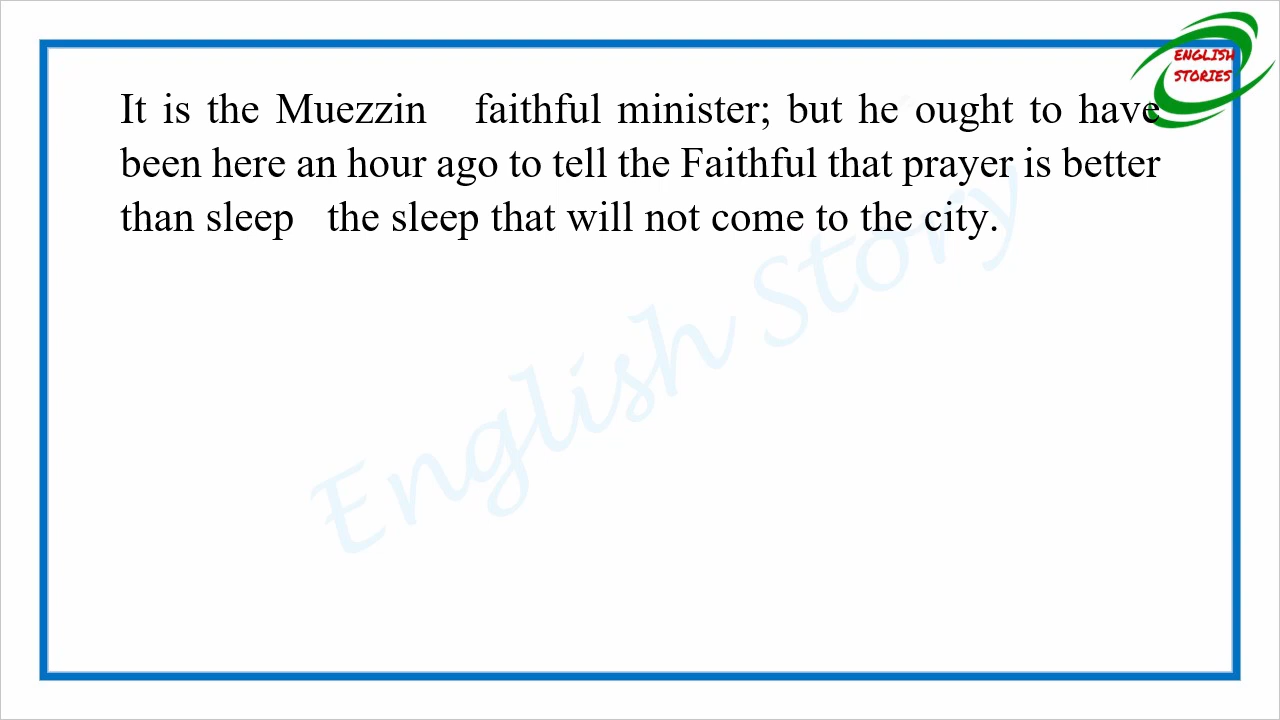 ENGLISH
STORIES
It is the Muezzin faithful minister; but he ought to have
been here an hour ago to tell the Faithful that prayer is better
than sleep the sleep that will not come to the city.
English Story